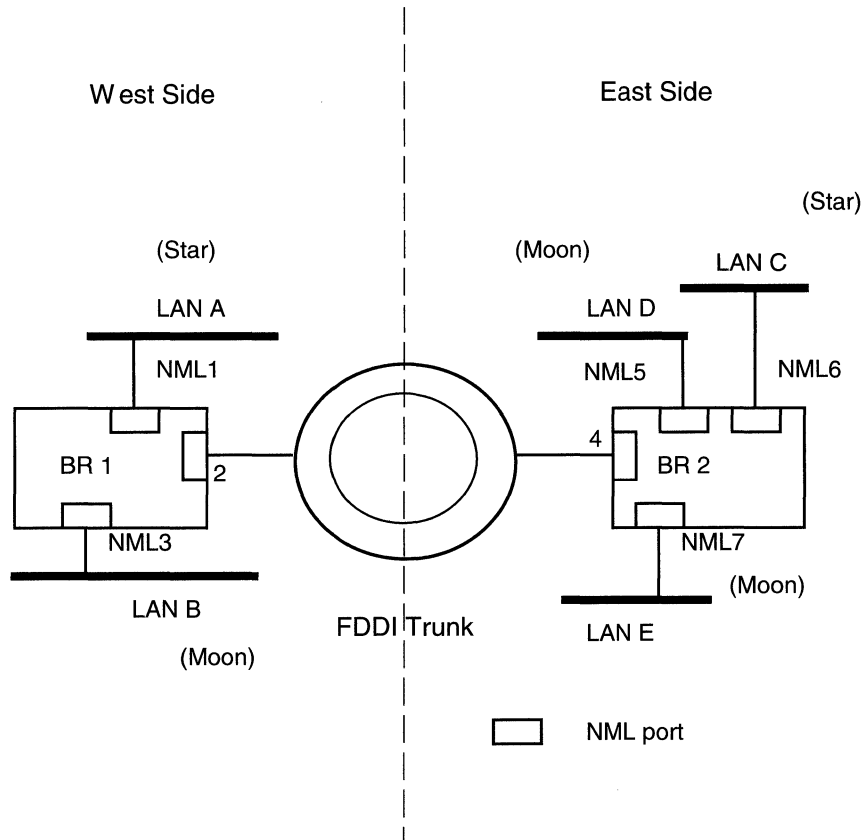 West Side
East Side
(Star)
(Star)
(Moon)
LAN C
LAN A
LAN D
NML1
NML5
NML6
BR 1
2
4
BR 2
NML3
NML7
LAN B
(Moon)
(Moon)
LAN E
FDDI Trunk
NML port